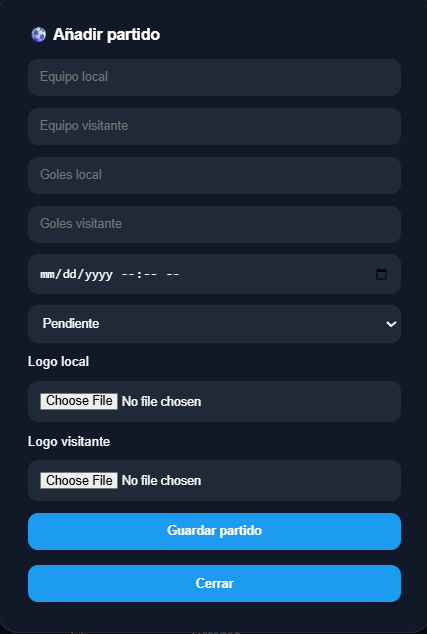 Añadir partido
Equipo local
Equipo visitante
Goles local
Goles visitante
mm/dd/yyyy --:-- --
Pendiente
Logo local
Choose File No file chosen
Logo visitante
Choose File No file chosen
Guardar partido
Cerrar